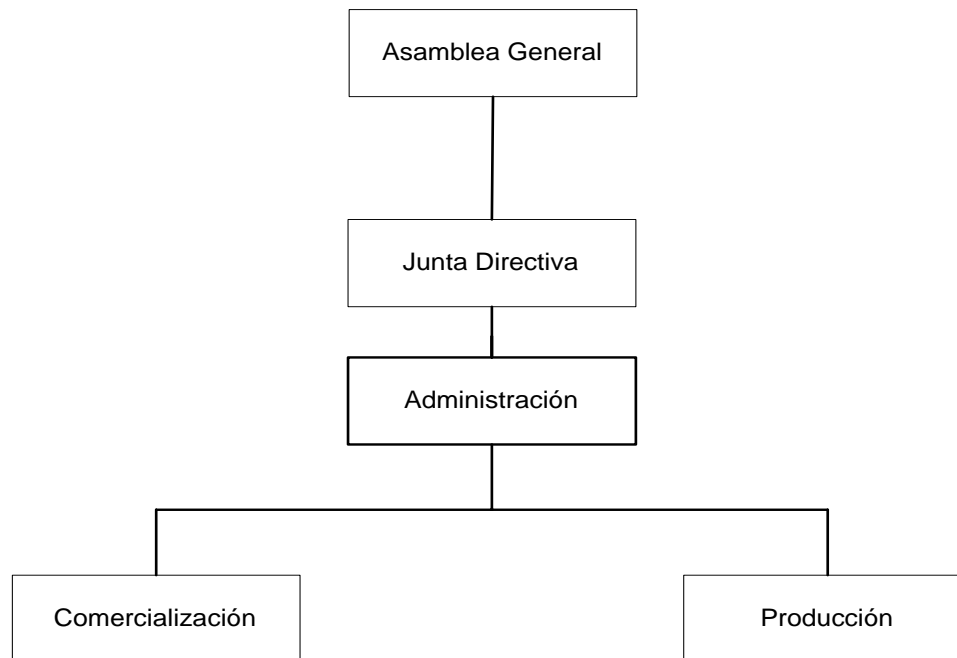 Asamblea General
Junta Directiva
Administración
Comercialización
Producción